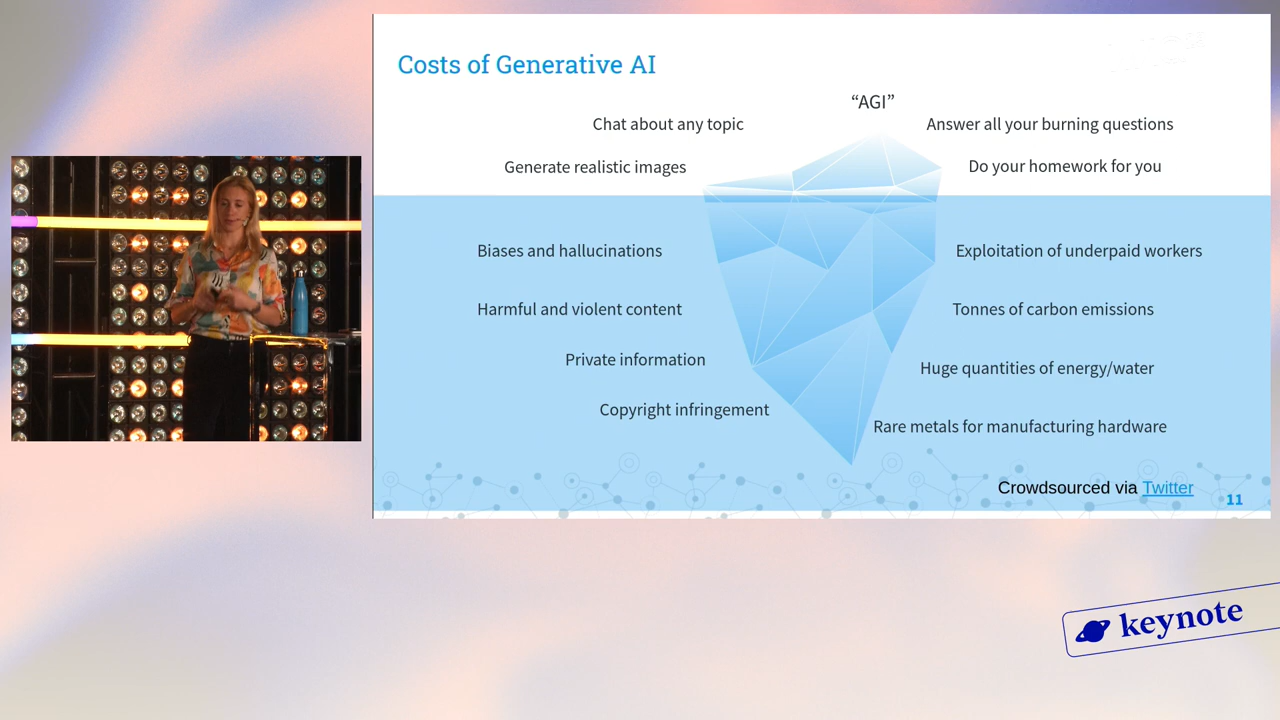 Costs of Generative AI
“AGI”
Chat about any topic
Answer all your burning questions
Generate realistic images
Do your homework for you
Biases and hallucinations
Exploitation of underpaid workers
Harmful and violent content
Tonnes of carbon emissions
Private information
Huge quantities of energy/water
Copyright infringement
Rare metals for manufacturing hardware
Crowdsourced via Twitter
11
keynote